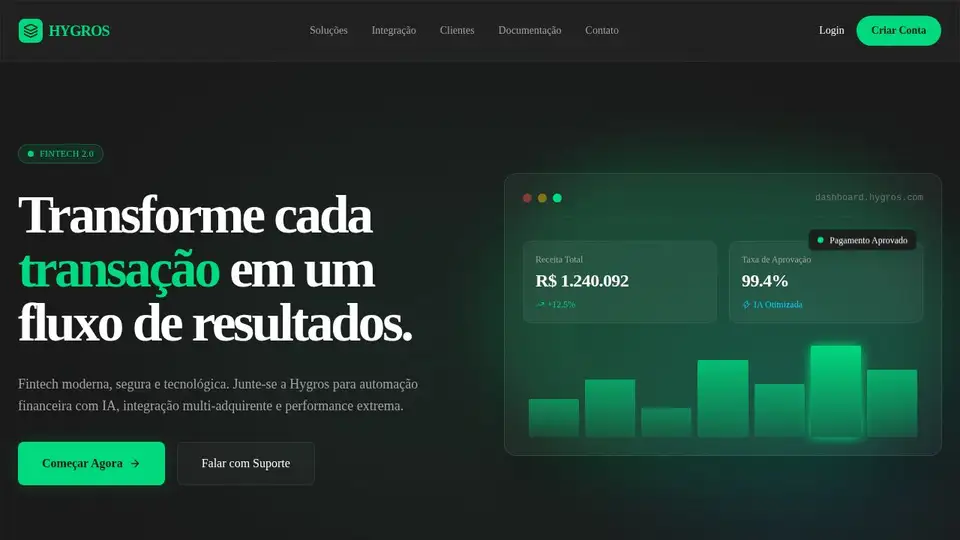 HYGROS
Soluções
Integração
Clientes
Documentação
Contato
Login
Criar Conta
FINTECH 2.0
Transforme cada
transação em um
fluxo de resultados.
Fintech moderna, segura e tecnológica. Junte-se a Hygros para automação
financeira com IA, integração multi-adquirente e performance extrema.
Começar Agora
Falar com Suporte
dashboard.hygros.com
Pagamento Aprovado
Receita Total
R$ 1.240.092
+12.5%
Taxa de Aprovação
99.4%
IA Otimizada